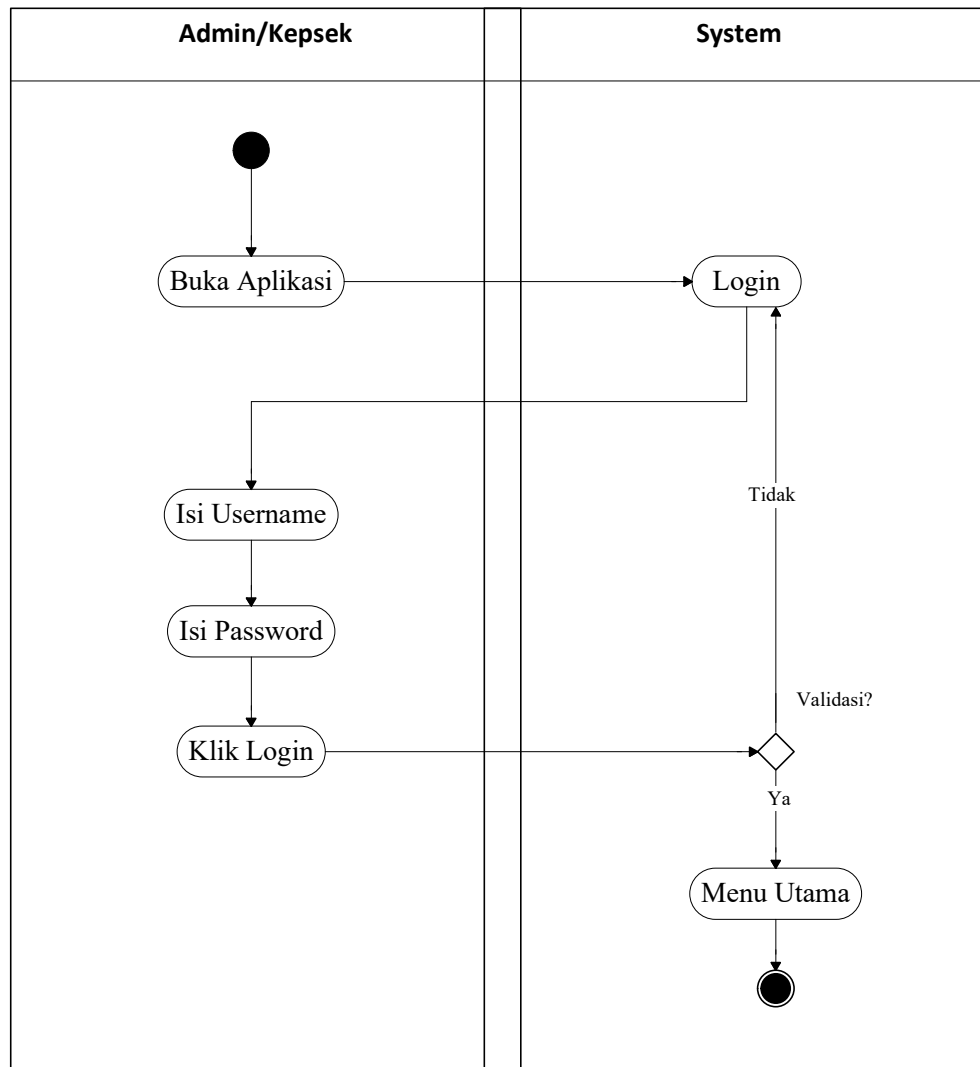 Admin/Kepsek
System
Buka Aplikasi
Login
Isi Username
Tidak
Isi Password
Validasi?
Klik Login
Ya
Menu Utama